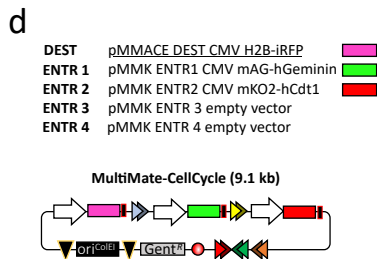 d
DEST pMMACE DEST CMV H2B-iRFP
ENTR 1 pMMK ENTR1 CMV mAG-hGeminin
ENTR 2 pMMK ENTR2 CMV mKO2-hCdt1
ENTR 3 pMMK ENTR 3 empty vector
ENTR 4 pMMK ENTR 4 empty vector
MultiMate-CellCycle (9.1 kb)
oriColEI GentR